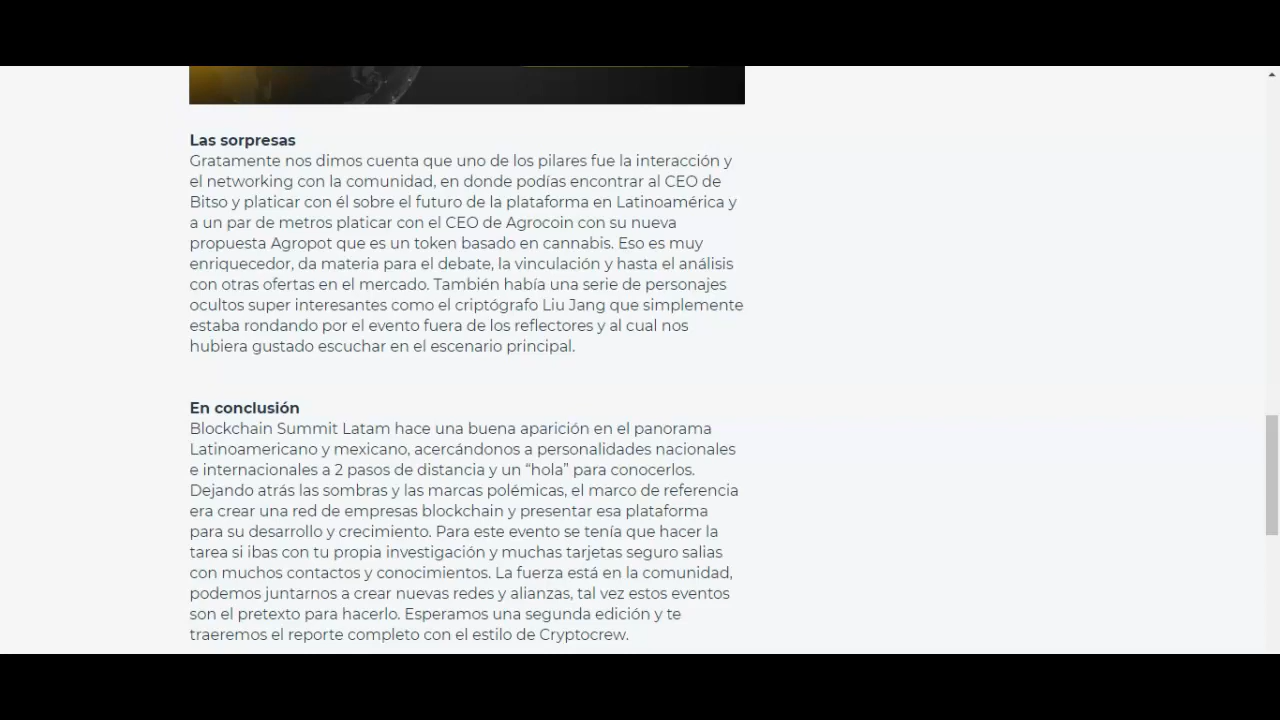 Las sorpresas
Gratamente nos dimos cuenta que uno de los pilares fue la interacción y
el networking con la comunidad, en donde podías encontrar al CEO de
Bitso y platicar con él sobre el futuro de la plataforma en Latinoamérica y
a un par de metros platicar con el CEO de Agrocoin con su nueva
propuesta Agropot que es un token basado en cannabis. Eso es muy
enriquecedor, da materia para el debate, la vinculación y hasta el análisis
con otras ofertas en el mercado. También había una serie de personajes
ocultos super interesantes como el criptógrafo Liu Jang que simplemente
estaba rondando por el evento fuera de los reflectores y al cual nos
hubiera gustado escuchar en el escenario principal.
En conclusión
Blockchain Summit Latam hace una buena aparición en el panorama
Latinoamericano y mexicano, acercándonos a personalidades nacionales
e internacionales a 2 pasos de distancia y un “hola” para conocerlos.
Dejando atrás las sombras y las marcas polémicas, el marco de referencia
era crear una red de empresas blockchain y presentar esa plataforma
para su desarrollo y crecimiento. Para este evento se tenía que hacer la
tarea si ibas con tu propia investigación y muchas tarjetas seguro salias
con muchos contactos y conocimientos. La fuerza está en la comunidad,
podemos juntarnos a crear nuevas redes y alianzas, tal vez estos eventos
son el pretexto para hacerlo. Esperamos una segunda edición y te
traeremos el reporte completo con el estilo de Cryptocrew.